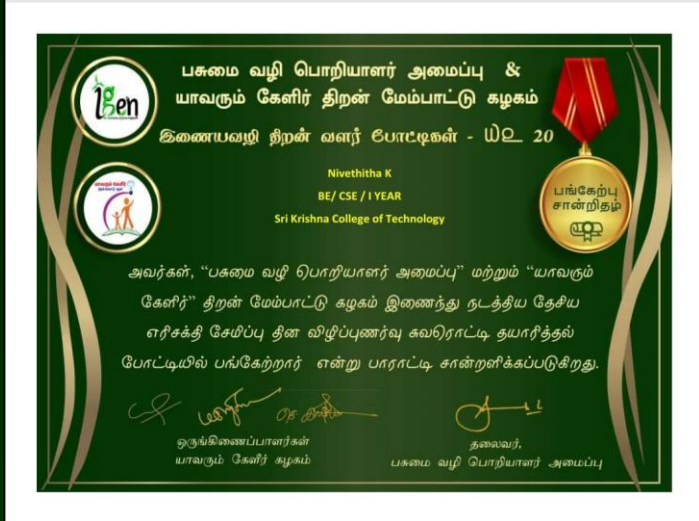 பசுமை வழி பொறியாளர் அமைப்பு &
யாவரும் கேளிர் திறன் மேம்பாட்டு கழகம்
இணையவழி திறன் வளர் போட்டிகள் - 20
Nivethitha K
BE/ CSE / I YEAR
Sri Krishna College of Technology
igen
யாவரும் கேளிர்
பங்கேற்பு
சான்றிதழ்
அவர்கள், “பசுமை வழி பொறியாளர் அமைப்பு” மற்றும் “யாவரும்
கேளிர்” திறன் மேம்பாட்டு கழகம் இணைந்து நடத்திய தேசிய
எரிசக்தி சேமிப்பு தின விழிப்புணர்வு சுவரொட்டி தயாரித்தல்
போட்டியில் பங்கேற்றார் என்று பாராட்டி சான்றளிக்கப்படுகிறது.
ஒருங்கிணைப்பாளர்கள்
யாவரும் கேளிர் கழகம்
தலைவர்,
பசுமை வழி பொறியாளர் அமைப்பு